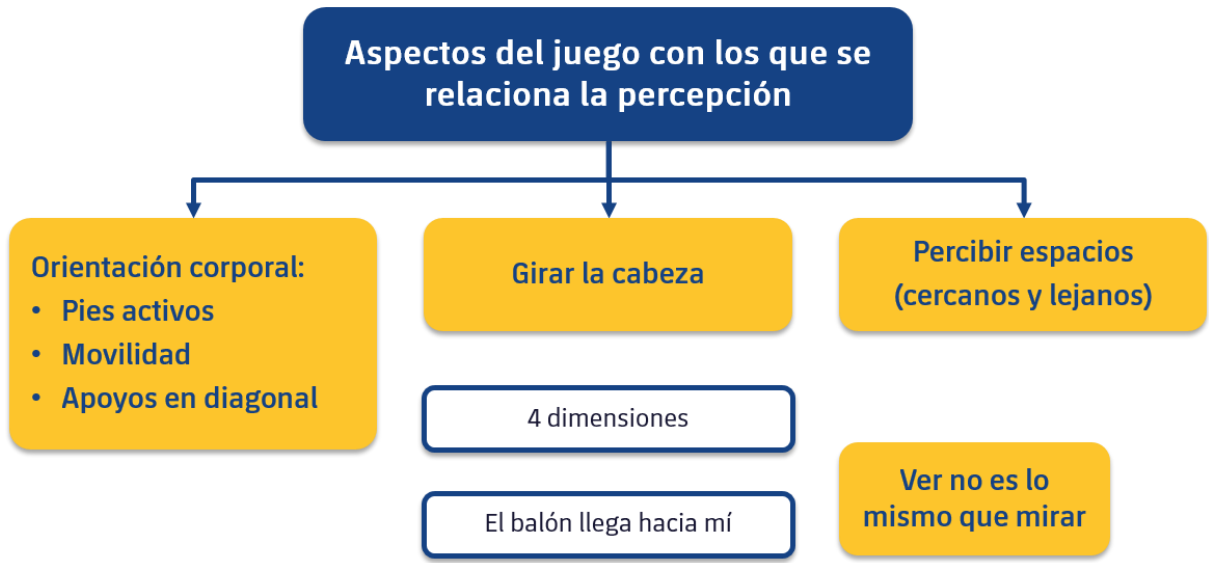 Aspectos del juego con los que se
relaciona la percepción
Orientación corporal:
• Pies activos
• Movilidad
• Apoyos en diagonal
Girar la cabeza
4 dimensiones
El balón llega hacia mí
Percibir espacios
(cercanos y lejanos)
Ver no es lo
mismo que mirar